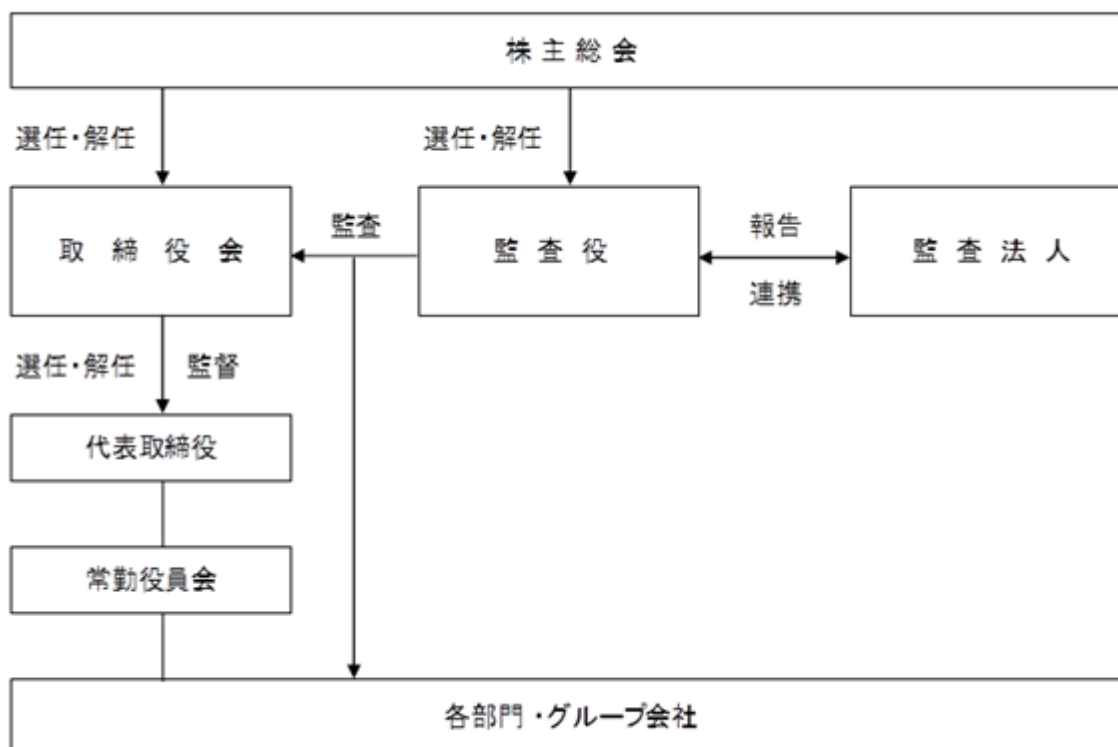 株主総会
選任・解任
選任・解任
取締役会
監査
監査役
報告
連携
監査法人
選任・解任
監督
代表取締役
常勤役員会
各部門・グループ会社